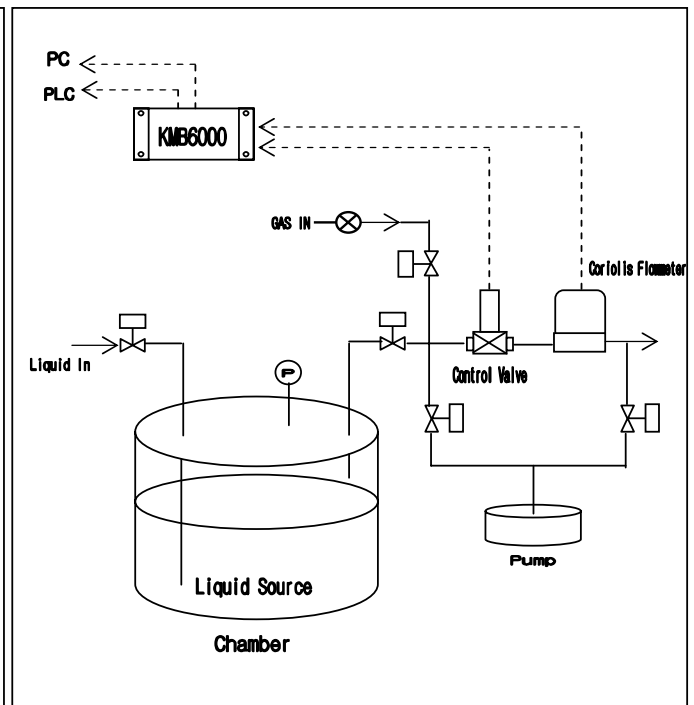 PC
PLC
KMB6000
GAS IN
Coriolis Flowmeter
Liquid In
P
Control Valve
Liquid Source
Pump
Chamber